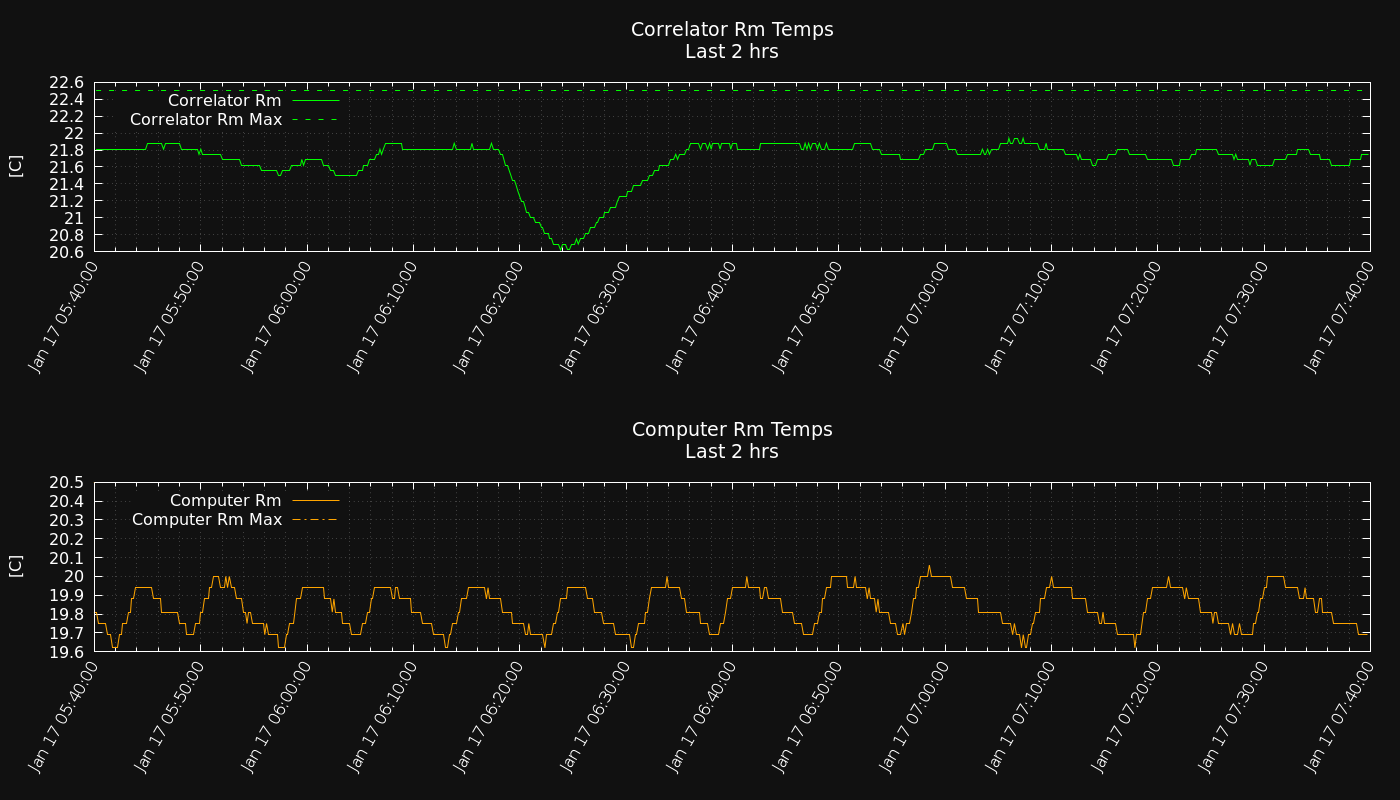 Correlator Rm Temps
Last 2 hrs
22.6
22.4
22.2
22
21.8
21.6
21.4
21.2
21
20.8
20.6
[C]
Correlator Rm
Correlator Rm Max
Jan 17 05:40:00
Jan 17 05:50:00
Jan 17 06:00:00
Jan 17 06:10:00
Jan 17 06:20:00
Jan 17 06:30:00
Jan 17 06:40:00
Jan 17 06:50:00
Jan 17 07:00:00
Jan 17 07:10:00
Jan 17 07:20:00
Jan 17 07:30:00
Jan 17 07:40:00
Computer Rm Temps
Last 2 hrs
20.5
20.4
20.3
20.2
20.1
20
19.9
19.8
19.7
19.6
[C]
Computer Rm
Computer Rm Max
Jan 17 05:40:00
Jan 17 05:50:00
Jan 17 06:00:00
Jan 17 06:10:00
Jan 17 06:20:00
Jan 17 06:30:00
Jan 17 06:40:00
Jan 17 06:50:00
Jan 17 07:00:00
Jan 17 07:10:00
Jan 17 07:20:00
Jan 17 07:30:00
Jan 17 07:40:00